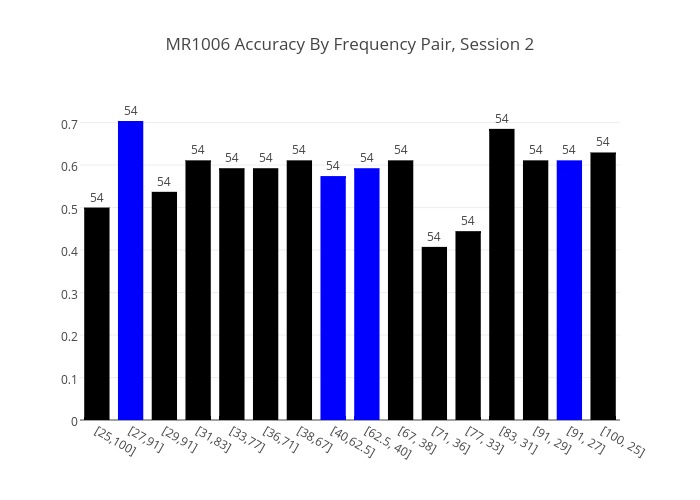 MR1006 Accuracy By Frequency Pair, Session 2
54 54 54 54 54 54 54 54 54 54 54 54 54 54 54 54
0.7
0.6
0.5
0.4
0.3
0.2
0.1
0
[25,100] [27,91] [29,91] [31,83] [33,77] [36,71] [38,67] [40,62.5] [62.5, 40] [67, 38] [71, 36] [77, 33] [83, 31] [91, 29] [91, 27] [100, 25]